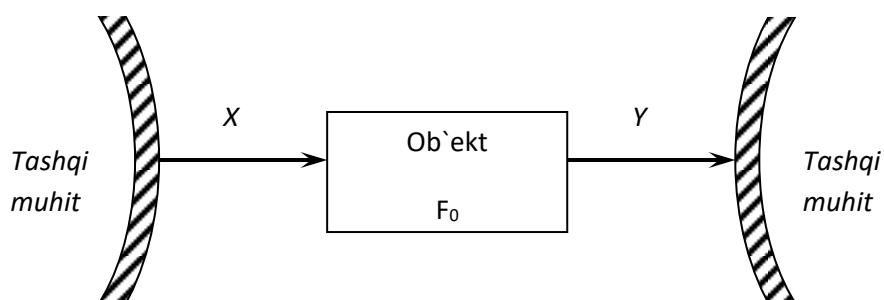 X
Y
Ob`ekt
Tashqi
muhit
F₀
Tashqi
muhit